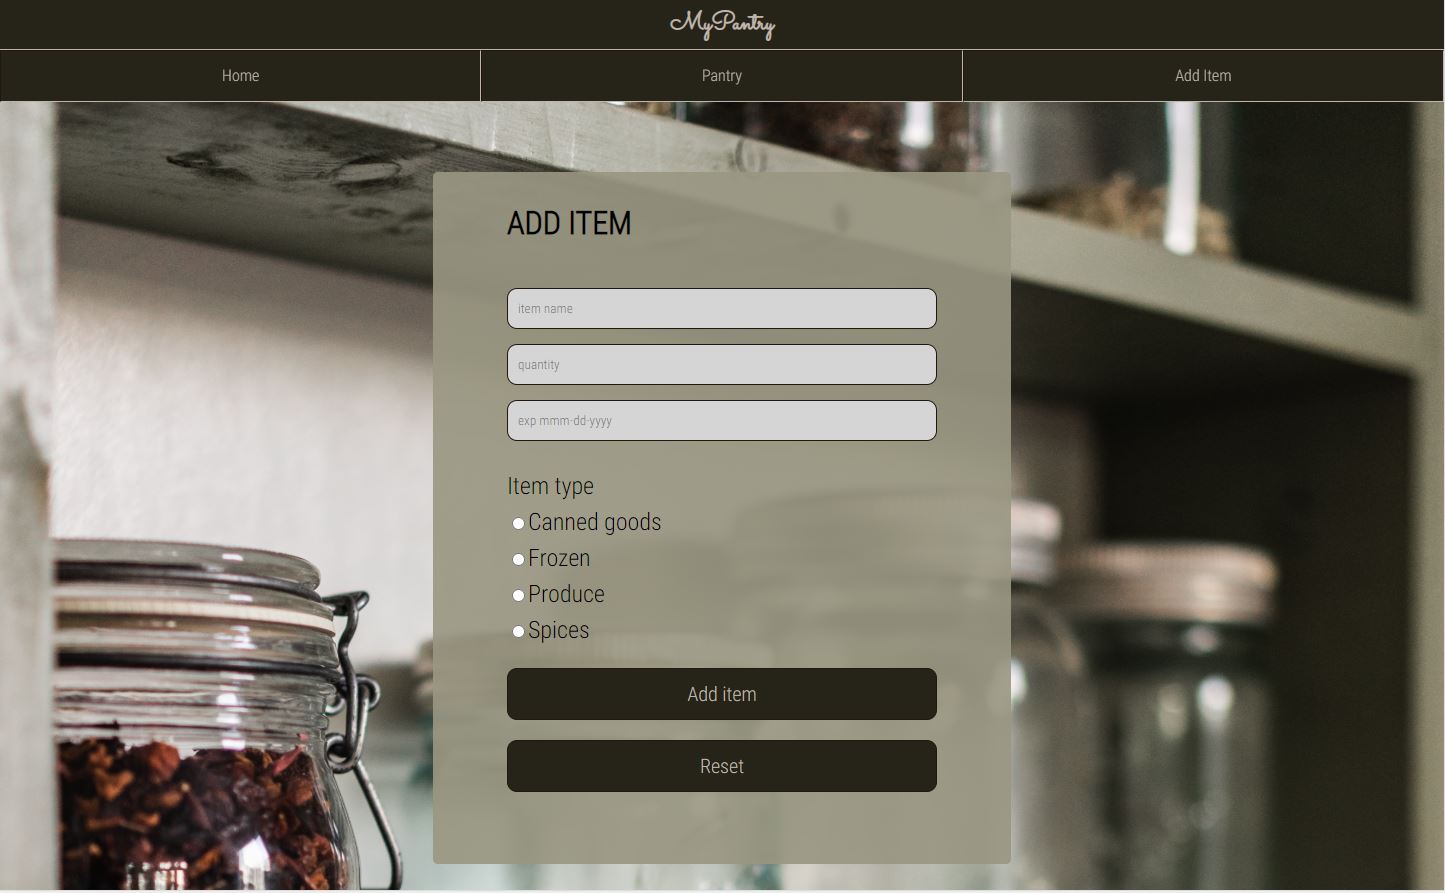 MyPantry
Home
Pantry
Add Item
ADD ITEM
item name
quantity
exp mmm-dd-yyyy
Item type
Canned goods
Frozen
Produce
Spices
Add item
Reset